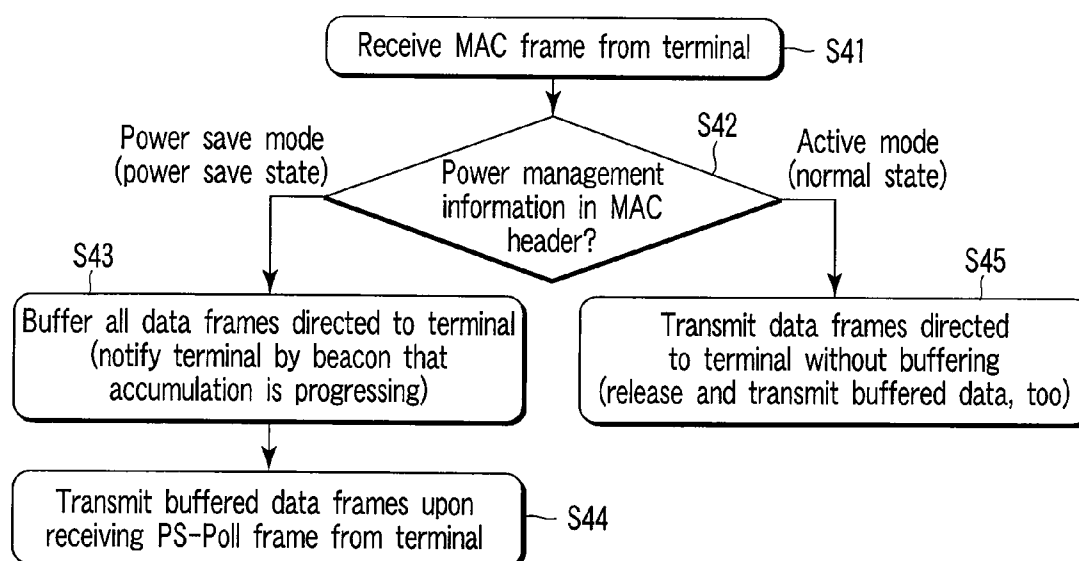 Receive MAC frame from terminal
S41
Power save mode
(power save state)
S42
Active mode
(normal state)
Power management
information in MAC
header?
S43
Buffer all data frames directed to terminal
(notify terminal by beacon that
accumulation is progressing)
S45
Transmit data frames directed
to terminal without buffering
(release and transmit buffered data, too)
Transmit buffered data frames upon
receiving PS-Poll frame from terminal
S44